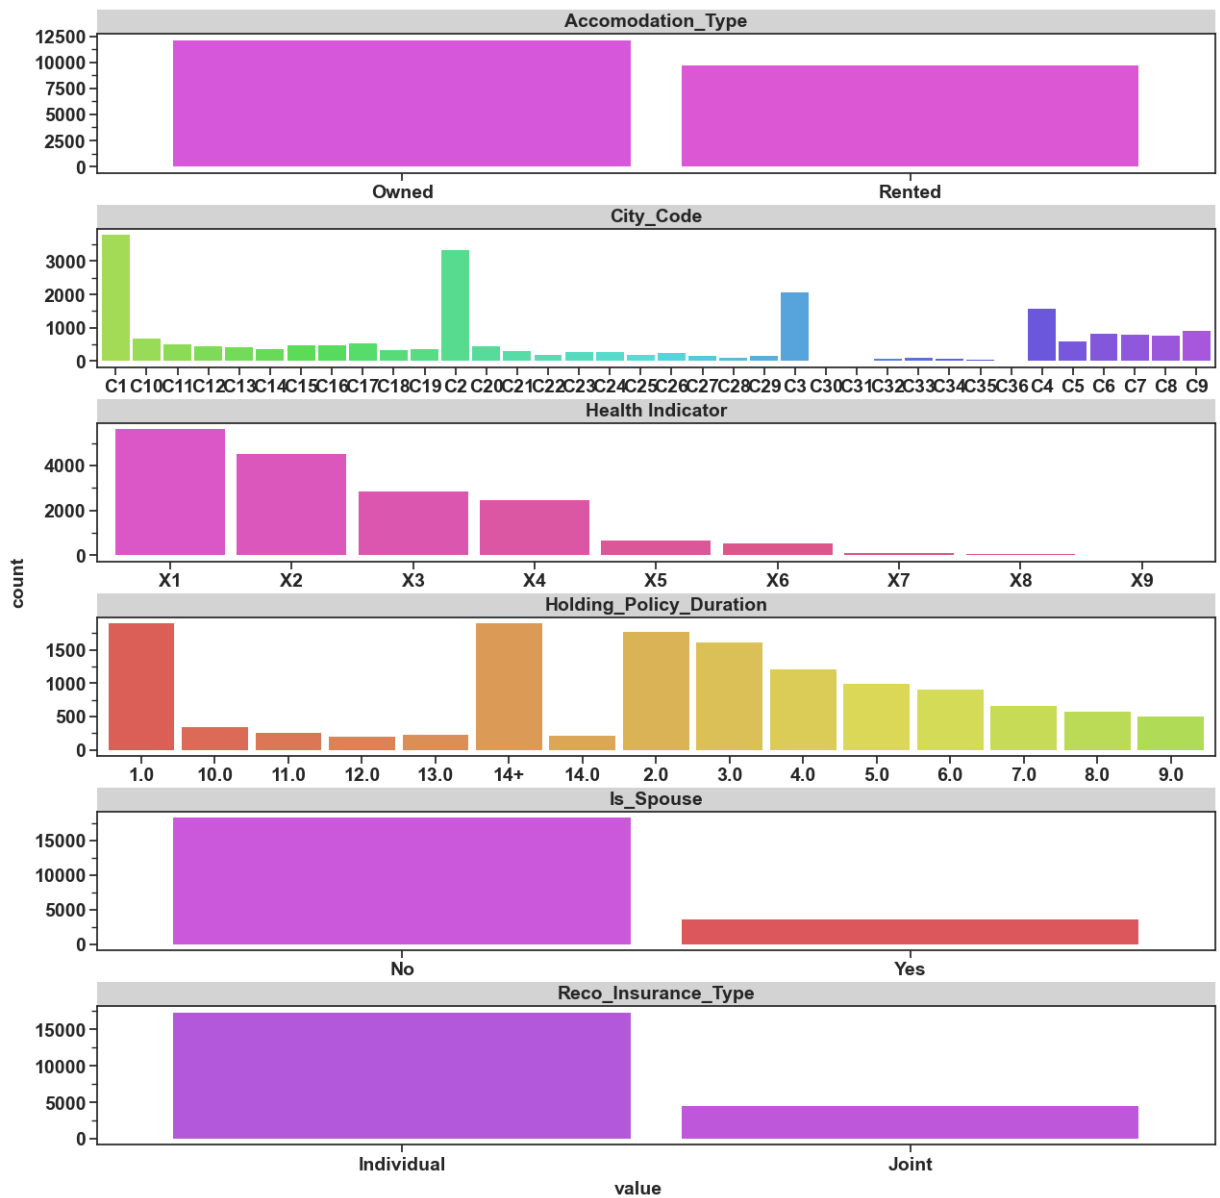 Accomodation_Type
12500
10000
7500
5000
2500
0
Owned Rented
City_Code
3000
2000
1000
0
C1 C10 C11 C12 C13 C14 C15 C16 C17 C18 C19 C2 C20 C21 C22 C23 C24 C25 C26 C27 C28 C29 C3 C30 C31 C32 C33 C34 C35 C36 C4 C5 C6 C7 C8 C9
Health Indicator
4000
2000
0
X1 X2 X3 X4 X5 X6 X7 X8 X9
count
Holding_Policy_Duration
1500
1000
500
0
1.0 10.0 11.0 12.0 13.0 14+ 14.0 2.0 3.0 4.0 5.0 6.0 7.0 8.0 9.0
Is_Spouse
15000
10000
5000
0
No Yes
Reco_Insurance_Type
15000
10000
5000
0
Individual Joint
value